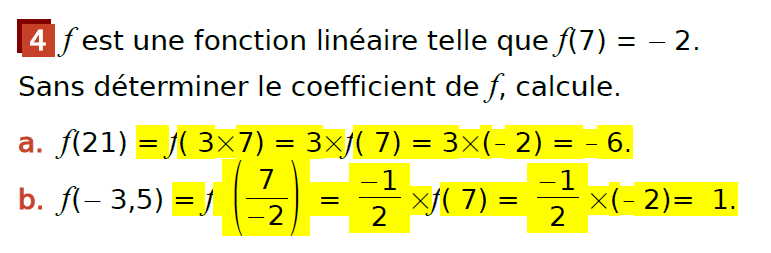 4 f est une fonction linéaire telle que f(7) = – 2.
Sans déterminer le coefficient de f, calcule.
a. f(21) = f( 3×7) = 3×f( 7) = 3×(– 2) = – 6.
b. f(– 3,5) = f (7/–2) = –1/2 ×f( 7) = –1/2 ×(– 2)= 1.